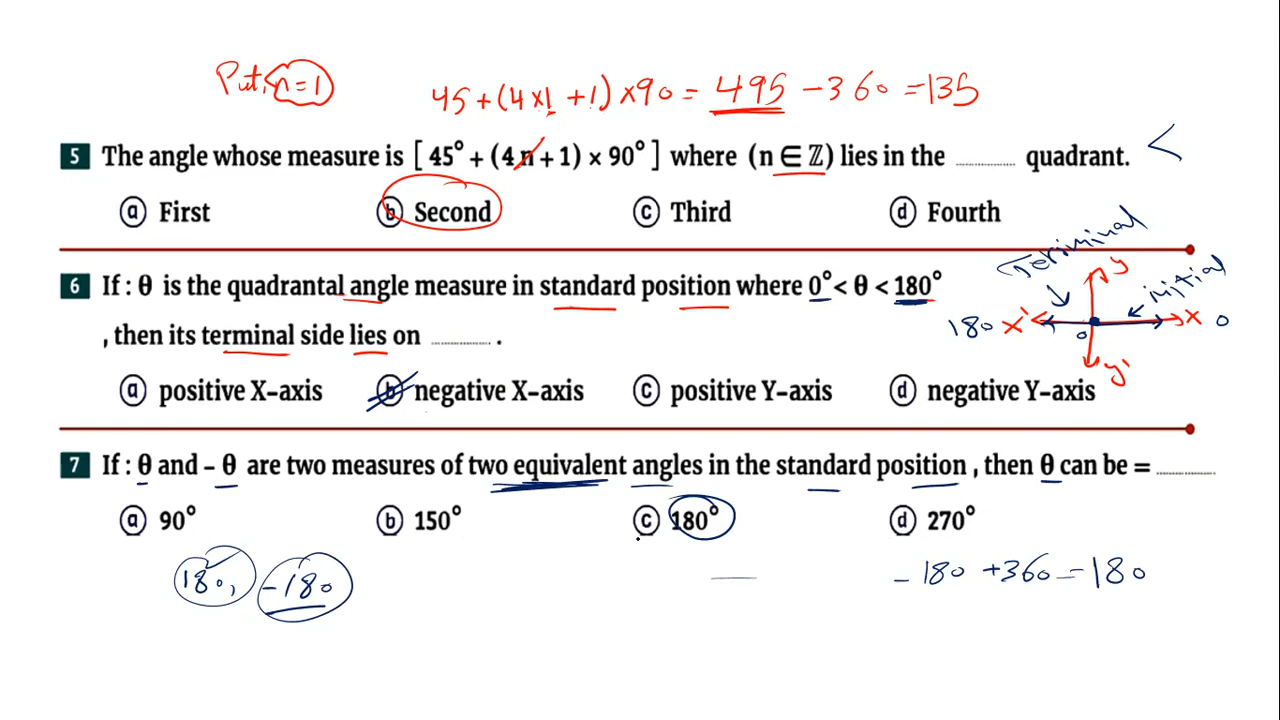 Put, n=1
45+(4×1+1)×90=495-360=135
5 The angle whose measure is [ 45° + (4 n + 1) × 90° ] where (n ∈ ℤ) lies in the ............ quadrant.
a First b Second c Third d Fourth
Terminal
y
initial
6 If : θ is the quadrantal angle measure in standard position where 0° < θ < 180°
180 x' 0 x 0
, then its terminal side lies on ............ .
y'
a positive X-axis b negative X-axis c positive Y-axis d negative Y-axis
7 If : θ and - θ are two measures of two equivalent angles in the standard position , then θ can be = ............
a 90° b 150° c 180° d 270°
180, -180
-180 +360=180